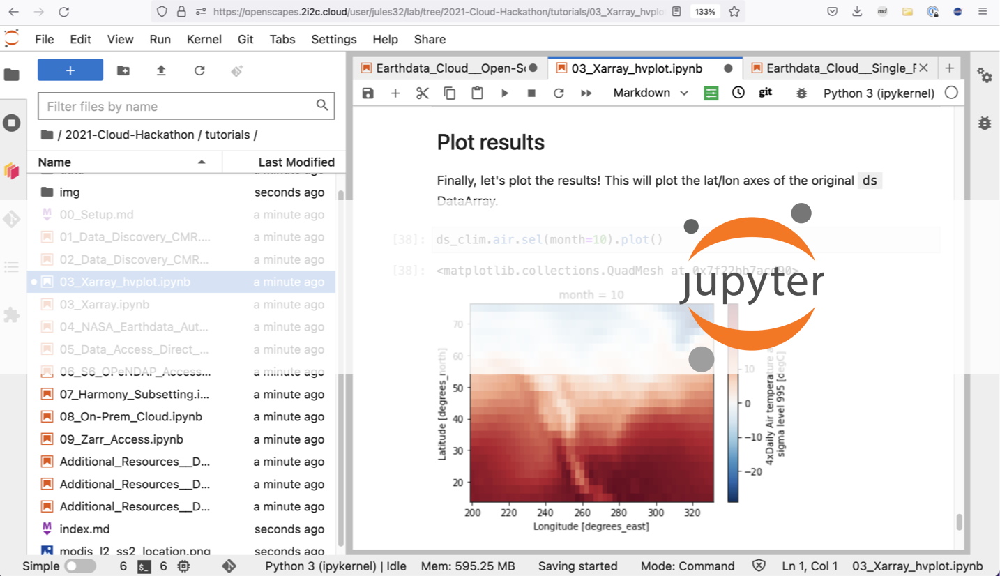 https://openscapes.2i2c.cloud/user/jules32/lab/tree/2021-Cloud-Hackathon/tutorials/03_Xarray_hvplo
133%
md
File Edit View Run Kernel Git Tabs Settings Help Share
+
Filter files by name
/ 2021-Cloud-Hackathon / tutorials /
Name Last Modified
img seconds ago
00_Setup.md a minute ago
01_Data_Discovery_CMR.... a minute ago
02_Data_Discovery_CMR... a minute ago
03_Xarray_hvplot.ipynb a minute ago
03_Xarray.ipynb a minute ago
04_NASA_Earthdata_Aut... a minute ago
05_Data_Access_Direct_... a minute ago
06_S6_OPeNDAP_Access... a minute ago
07_Harmony_Subsetting.i... a minute ago
08_On-Prem_Cloud.ipynb a minute ago
09_Zarr_Access.ipynb a minute ago
Additional_Resources__D... a minute ago
Additional_Resources__D... a minute ago
Additional_Resources__D... a minute ago
index.md seconds ago
modis_l2_ss2_location.png seconds ago
Earthdata_Cloud__Open-Sc 03_Xarray_hvplot.ipynb Earthdata_Cloud__Single_F
Markdown git Python 3 (ipykernel)
Plot results
Finally, let's plot the results! This will plot the lat/lon axes of the original ds
DataArray.
[38]: ds_clim.air.sel(month=10).plot()
[38]: <matplotlib.collections.QuadMesh at 0x7f22bb7acd90>
jupyter
month = 10
70
60
50
40
30
20
Latitude [degrees_north]
200 220 240 260 280 300 320
Longitude [degrees_east]
10
0
−10
−20
4xDaily Air temperature a
sigma level 995 [degC]
Simple 6 $_ 6 Python 3 (ipykernel) | Idle Mem: 595.25 MB Saving started Mode: Command Ln 1, Col 1 03_Xarray_hvplot.ipynb